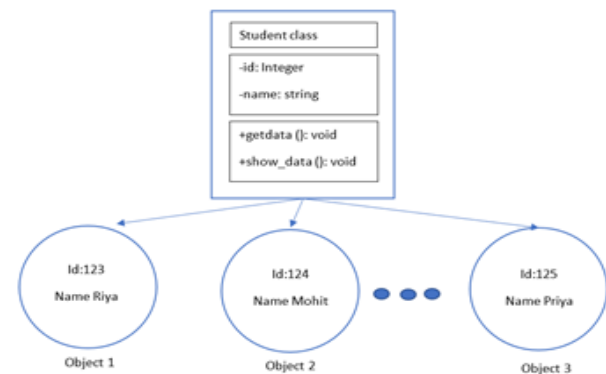 Student class
-id: Integer
-name: string
+getdata (): void
+show_data (): void
Id:123
Name Riya
Id:124
Name Mohit
Id:125
Name Priya
Object 1
Object 2
Object 3